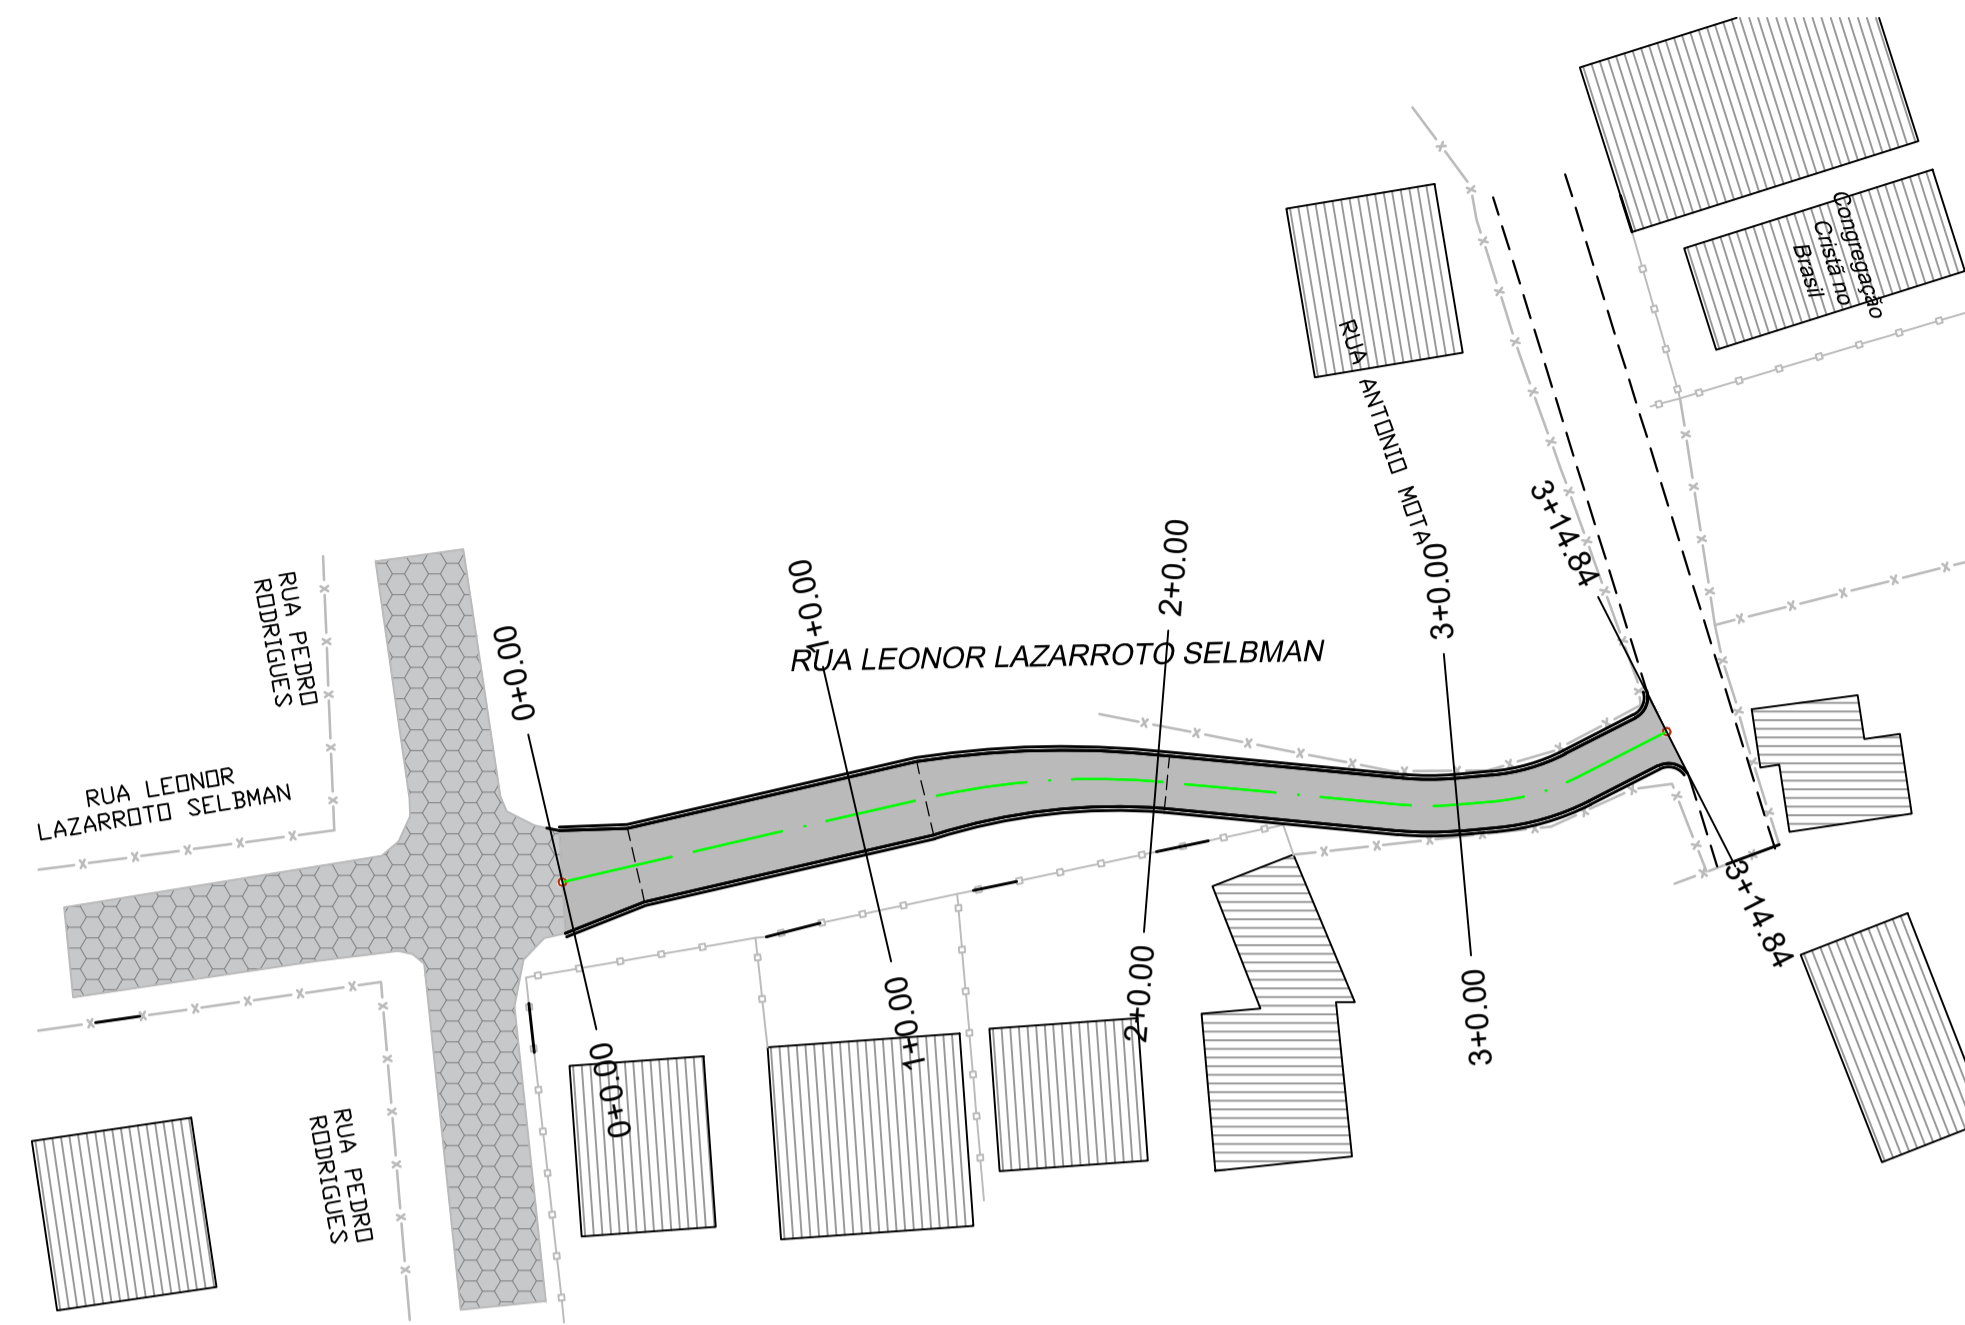 Congregação
Cristã no
Brasil
RUA ANTONIO MOTA
3+14.84
2+0.00
3+0.00
1+0.00
RUA PEDRO
RODRIGUES
0+0.00
RUA LEONOR LAZARROTO SELBMAN
RUA LEONOR
LAZARROTO SELBMAN
3+14.84
2+0.00
3+0.00
1+0.00
0+0.00
RUA PEDRO
RODRIGUES